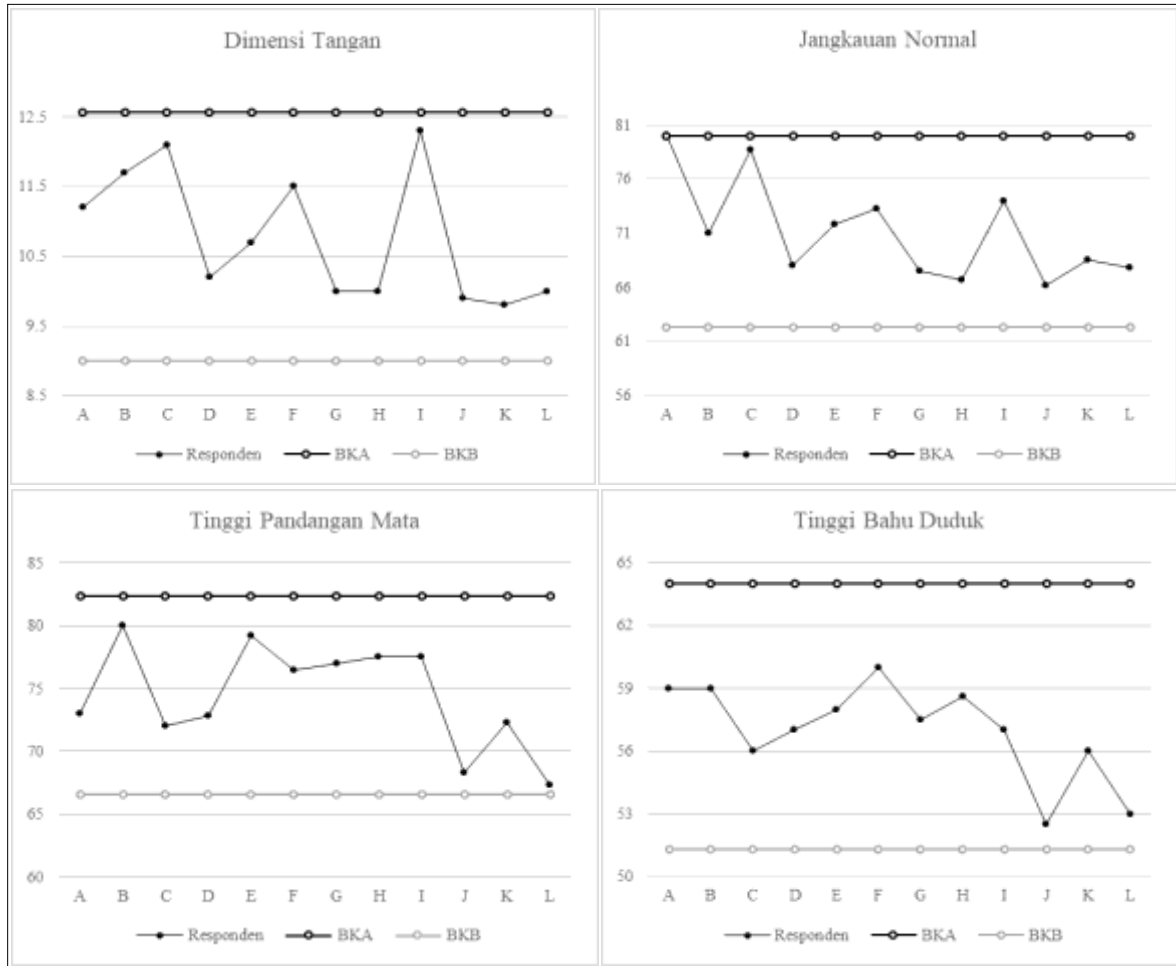 Dimensi Tangan
12.5
11.5
10.5
9.5
8.5
A B C D E F G H I J K L
Responden BKA BKB
Jangkauan Normal
81
76
71
66
61
56
A B C D E F G H I J K L
Responden BKA BKB
Tinggi Pandangan Mata
85
80
75
70
65
60
A B C D E F G H I J K L
Responden BKA BKB
Tinggi Bahu Duduk
65
62
59
56
53
50
A B C D E F G H I J K L
Responden BKA BKB